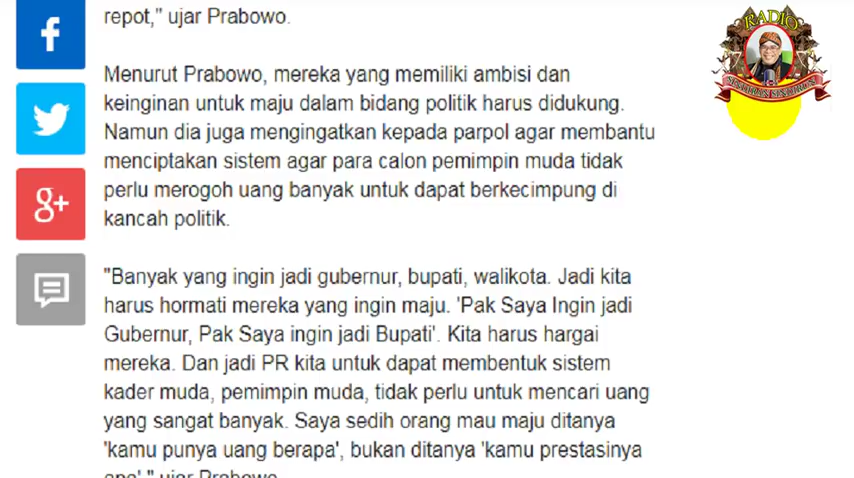 repot," ujar Prabowo.
Menurut Prabowo, mereka yang memiliki ambisi dan
keinginan untuk maju dalam bidang politik harus didukung.
Namun dia juga mengingatkan kepada parpol agar membantu
menciptakan sistem agar para calon pemimpin muda tidak
perlu merogoh uang banyak untuk dapat berkecimpung di
kancah politik.
"Banyak yang ingin jadi gubernur, bupati, walikota. Jadi kita
harus hormati mereka yang ingin maju. 'Pak Saya Ingin jadi
Gubernur, Pak Saya ingin jadi Bupati'. Kita harus hargai
mereka. Dan jadi PR kita untuk dapat membentuk sistem
kader muda, pemimpin muda, tidak perlu untuk mencari uang
yang sangat banyak. Saya sedih orang mau maju ditanya
'kamu punya uang berapa', bukan ditanya 'kamu prestasinya
apa'," ujar Prabowo.
f
g+
RADIO